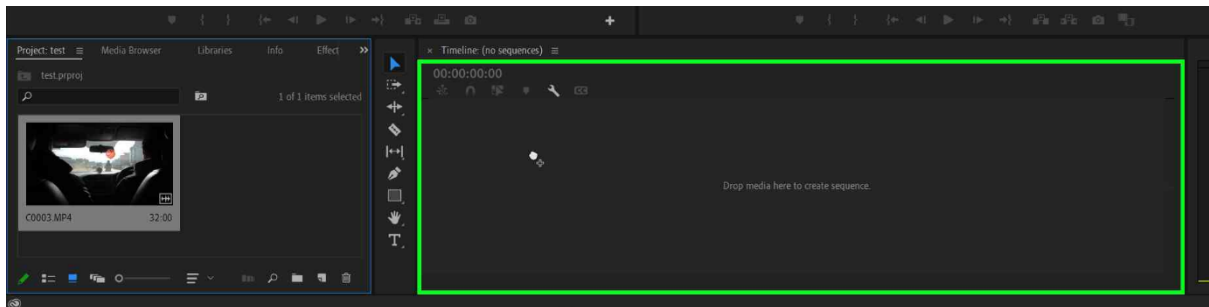 Project: test Media Browser Libraries Info Effect
× Timeline: (no sequences)
test.prproj
00:00:00:00
1 of 1 items selected
CC
Drop media here to create sequence.
C0003.MP4 32:00
T